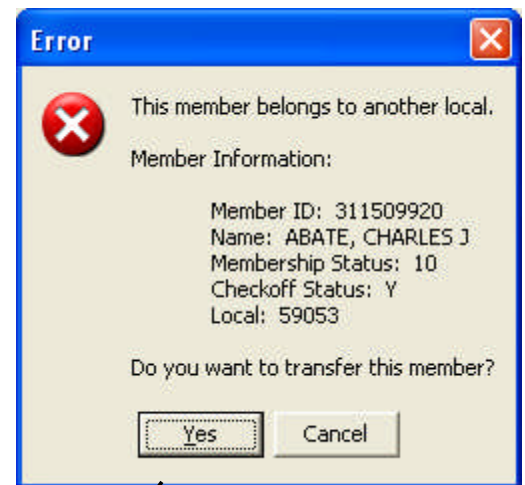 Error
This member belongs to another local.
Member Information:
Member ID: 311509920
Name: ABATE, CHARLES J
Membership Status: 10
Checkoff Status: Y
Local: 59053
Do you want to transfer this member?
Yes
Cancel